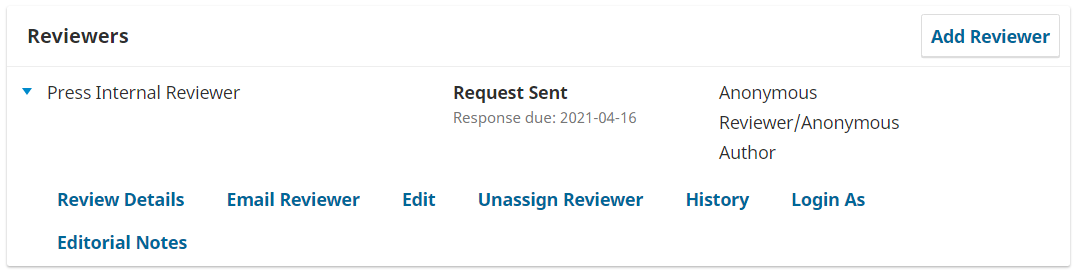 Reviewers
Add Reviewer
Press Internal Reviewer
Request Sent
Response due: 2021-04-16
Anonymous
Reviewer/Anonymous
Author
Review Details Email Reviewer Edit Unassign Reviewer History Login As
Editorial Notes